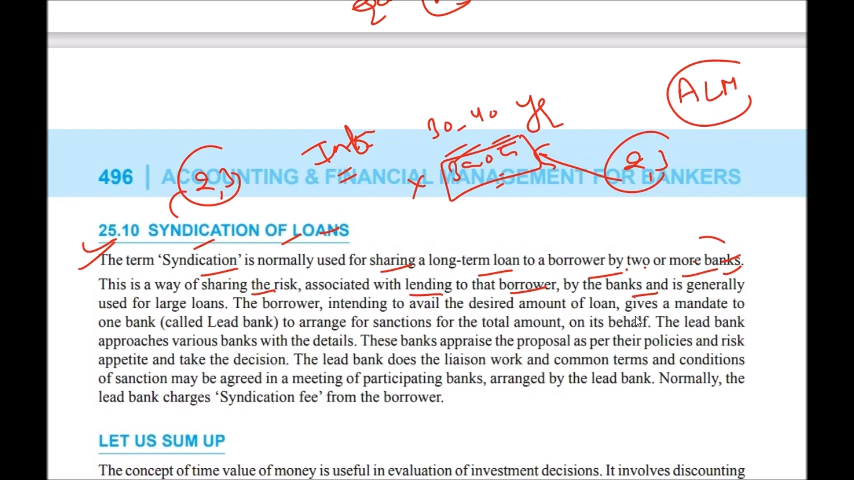 ALM
30-40
Infra
2,3
2,3
496 | ACCOUNTING & FINANCIAL MANAGEMENT FOR BANKERS
25.10 SYNDICATION OF LOANS
The term ‘Syndication’ is normally used for sharing a long-term loan to a borrower by two or more banks.
This is a way of sharing the risk, associated with lending to that borrower, by the banks and is generally
used for large loans. The borrower, intending to avail the desired amount of loan, gives a mandate to
one bank (called Lead bank) to arrange for sanctions for the total amount, on its behalf. The lead bank
approaches various banks with the details. These banks appraise the proposal as per their policies and risk
appetite and take the decision. The lead bank does the liaison work and common terms and conditions
of sanction may be agreed in a meeting of participating banks, arranged by the lead bank. Normally, the
lead bank charges ‘Syndication fee’ from the borrower.
LET US SUM UP
The concept of time value of money is useful in evaluation of investment decisions. It involves discounting